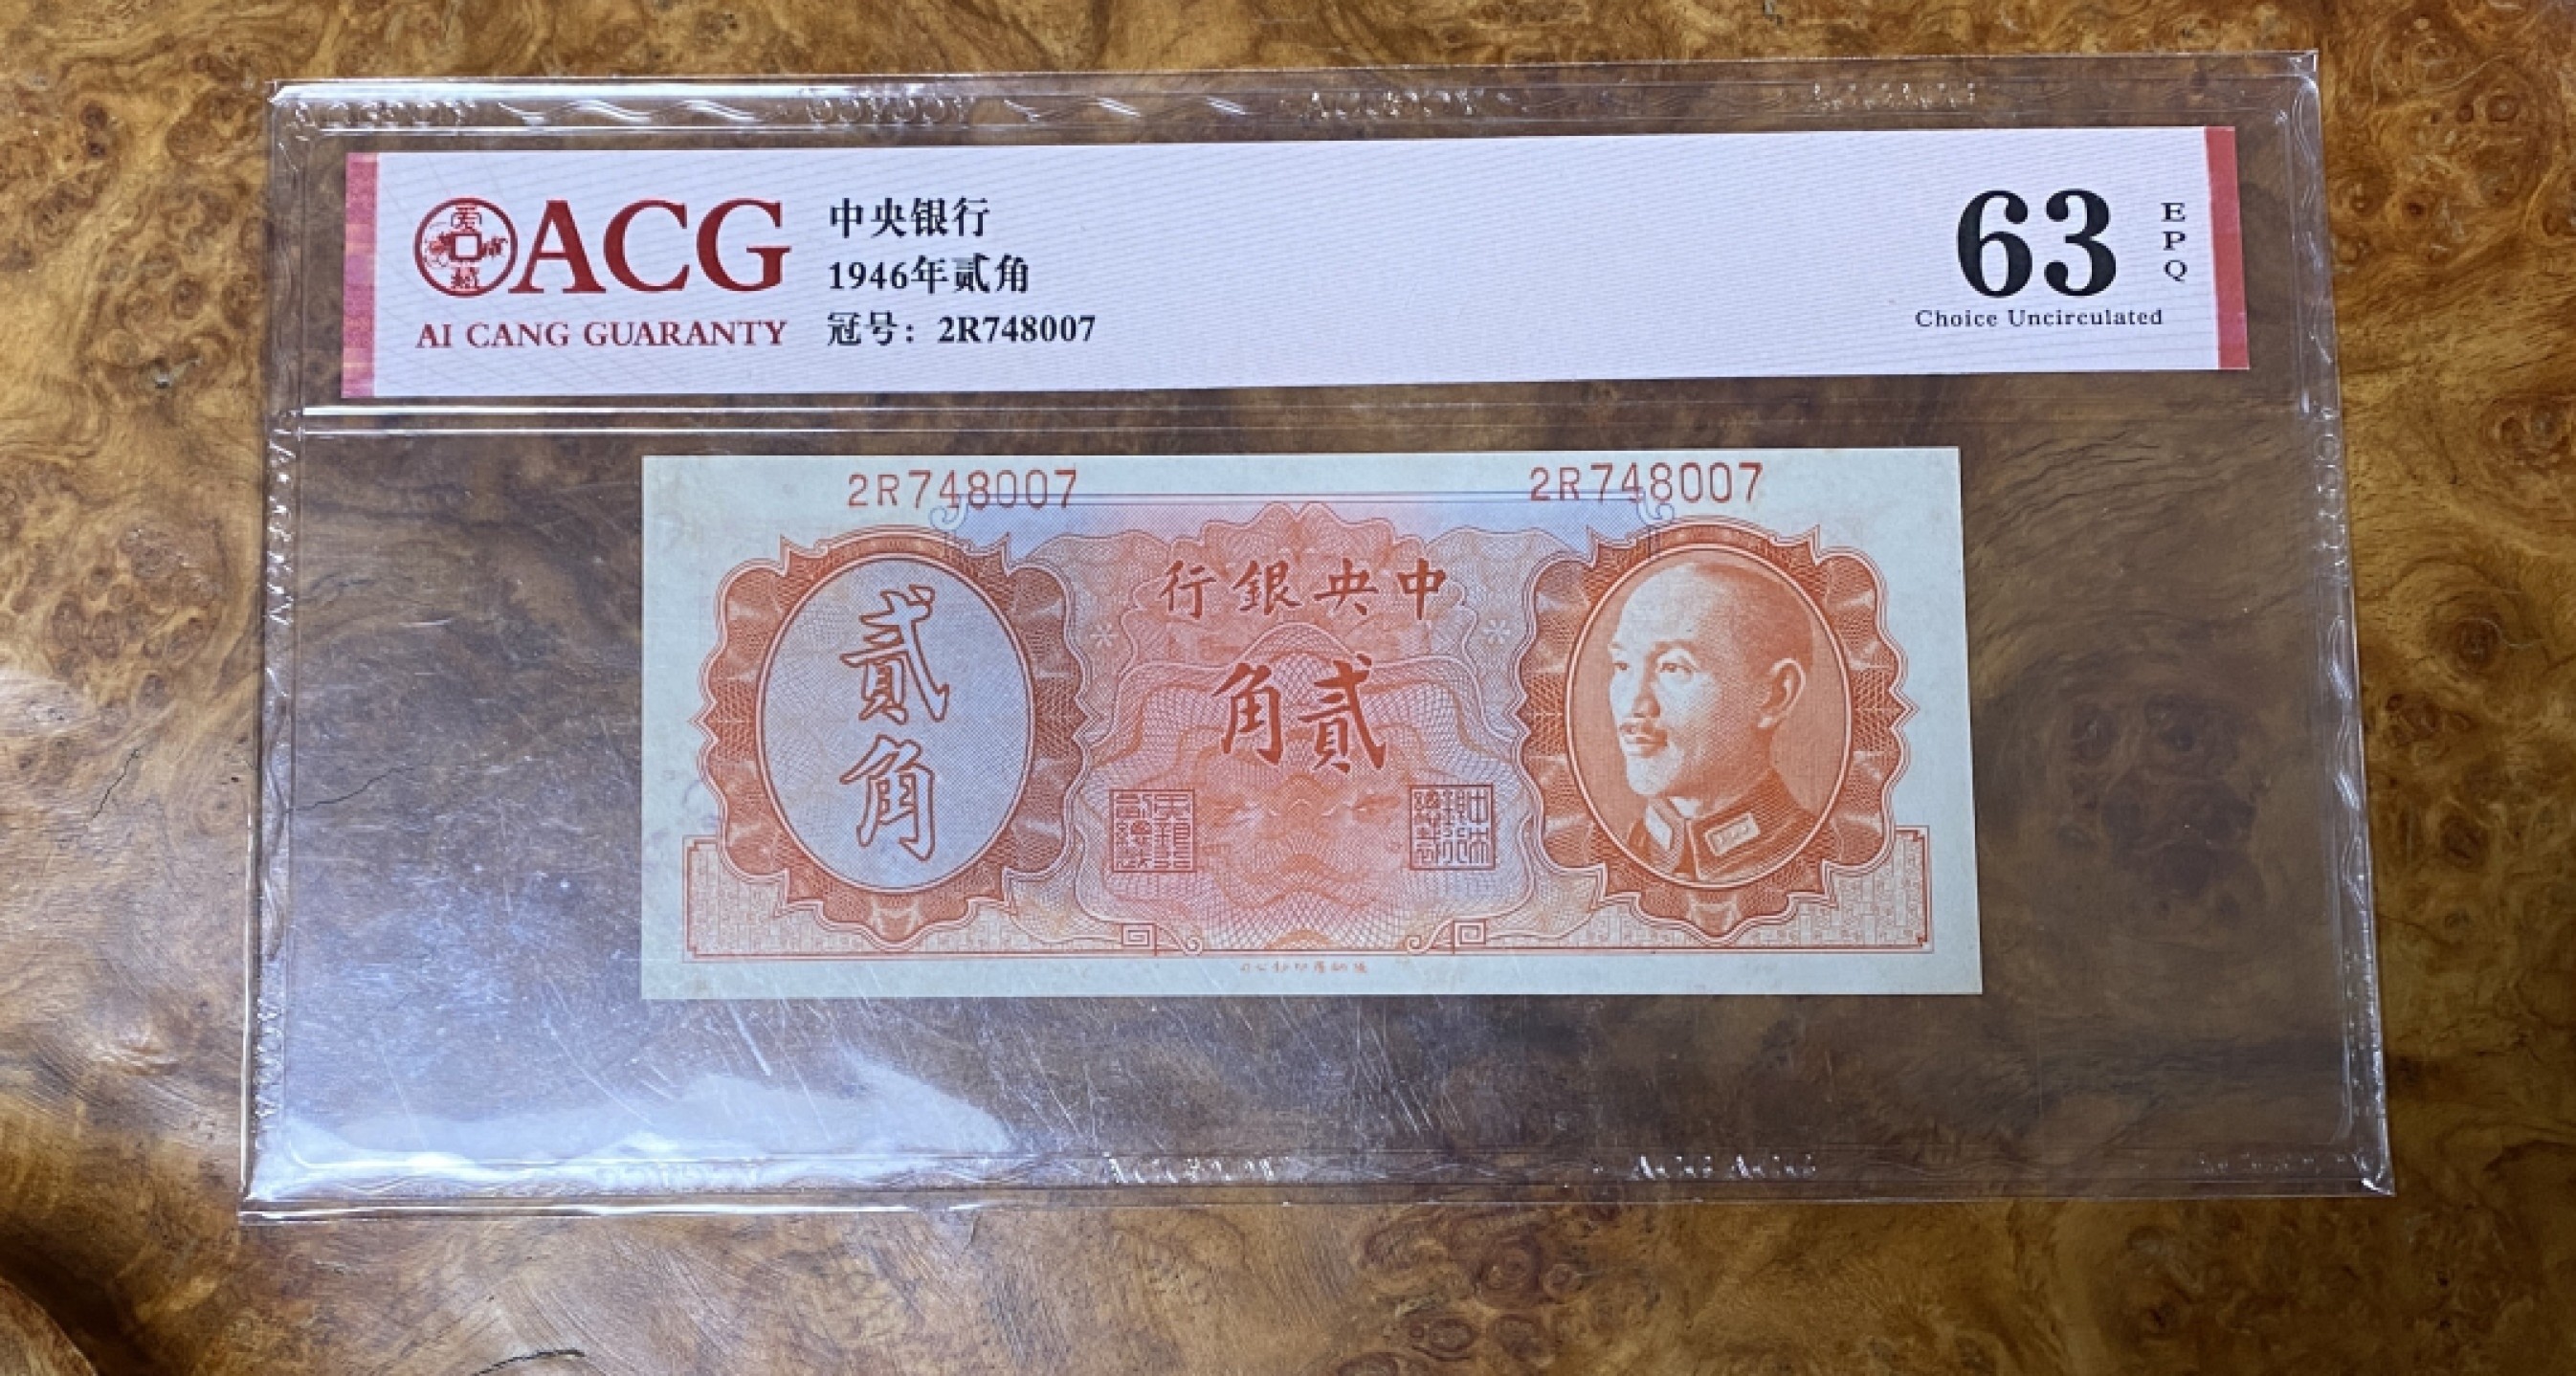 ACG
AI CANG GUARANTY
中央银行
1946年贰角
冠号：2R748007
63
EPQ
Choice Uncirculated
2R748007
2R748007
行銀央中
角貳
貳角